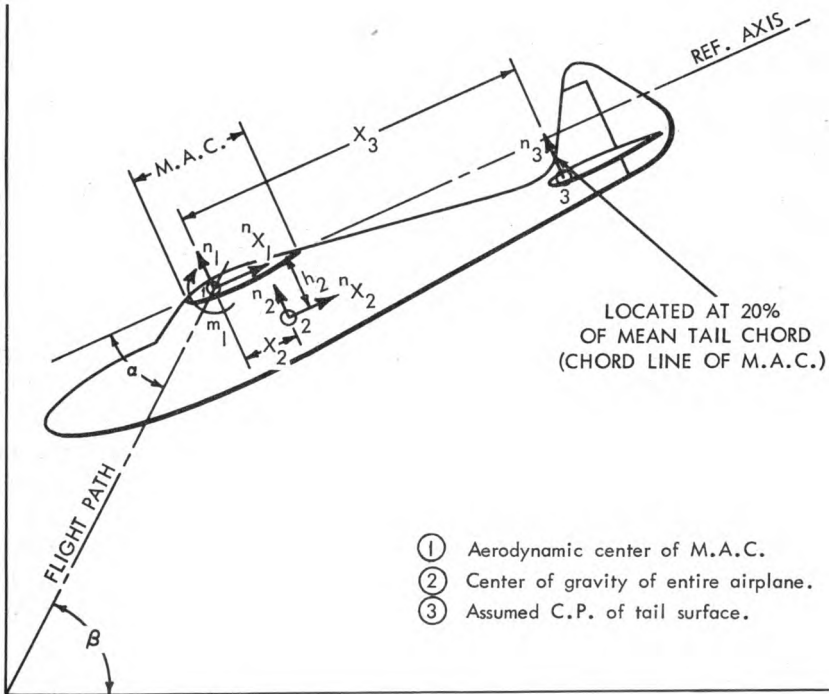 REF. AXIS
X3
M.A.C.
n3
3
n1
nX1
1
h2
nX2
n2
2
m1
X2
α
LOCATED AT 20%
OF MEAN TAIL CHORD
(CHORD LINE OF M.A.C.)
FLIGHT PATH
β
① Aerodynamic center of M.A.C.
② Center of gravity of entire airplane.
③ Assumed C.P. of tail surface.